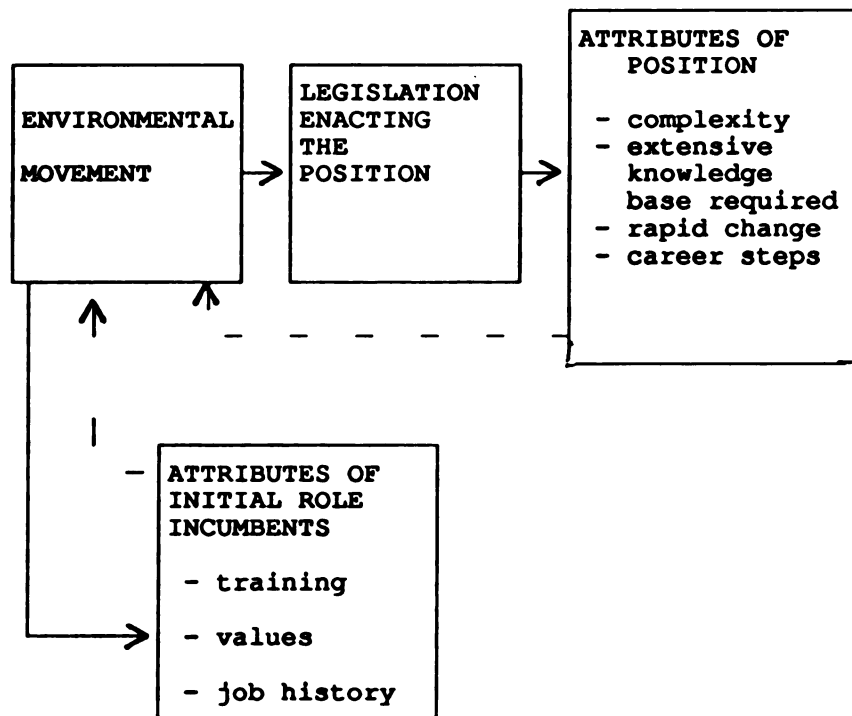 ENVIRONMENTAL
MOVEMENT
LEGISLATION
ENACTING
THE
POSITION
ATTRIBUTES OF
POSITION
- complexity
- extensive
knowledge
base required
- rapid change
- career steps
ATTRIBUTES OF
INITIAL ROLE
INCUMBENTS
- training
- values
- job history